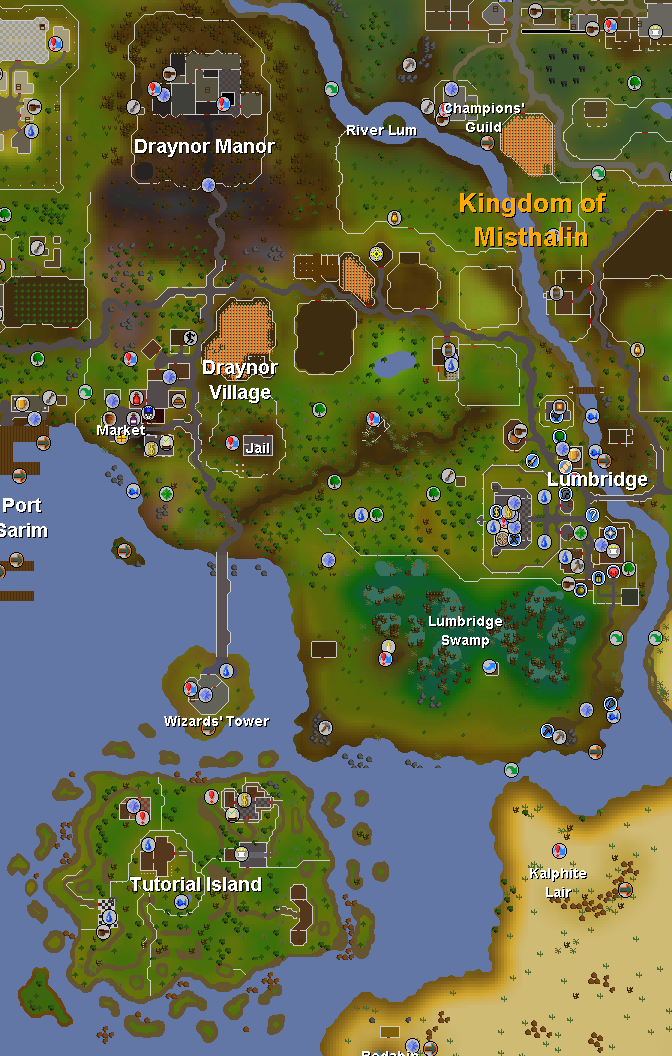 Champions'
Guild
River Lum
Draynor Manor
Kingdom of
Misthalin
Draynor
Village
Market
Jail
Lumbridge
Port
Sarim
Lumbridge
Swamp
Wizards' Tower
Kalphite
Lair
Tutorial Island